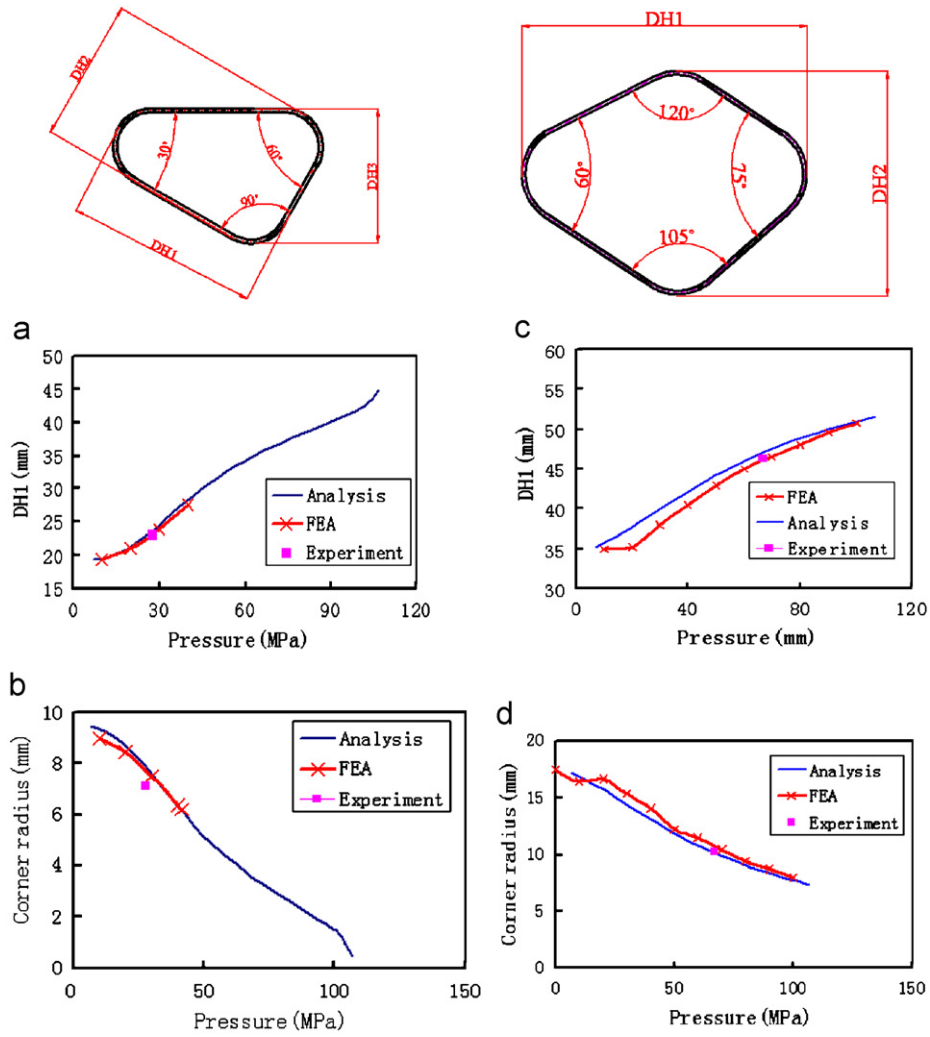 DH2
30°
60°
90°
DH3
DH1
DH1
120°
60°
75°
105°
DH2
a
50
45
40
35
30
25
20
15
DH1 (mm)
Analysis
FEA
Experiment
0 30 60 90 120
Pressure (MPa)
c
60
55
50
45
40
35
30
DH1 (mm)
FEA
Analysis
Experiment
0 40 80 120
Pressure (mm)
b
10
8
6
4
2
0
Corner radius (mm)
Analysis
FEA
Experiment
0 50 100 150
Pressure (MPa)
d
20
15
10
5
0
Corner radius (mm)
Analysis
FEA
Experiment
0 50 100 150
Pressure (MPa)